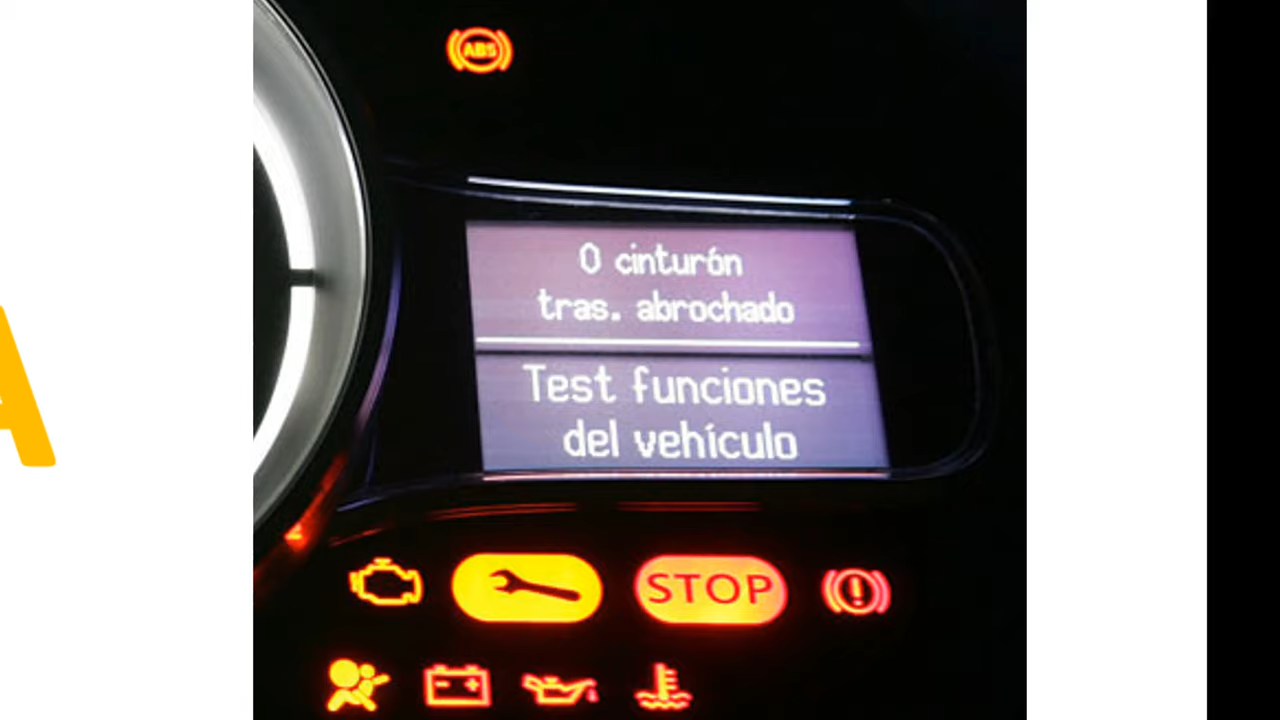 ABS
0 cinturón
tras. abrochado
Test funciones
del vehículo
STOP
A